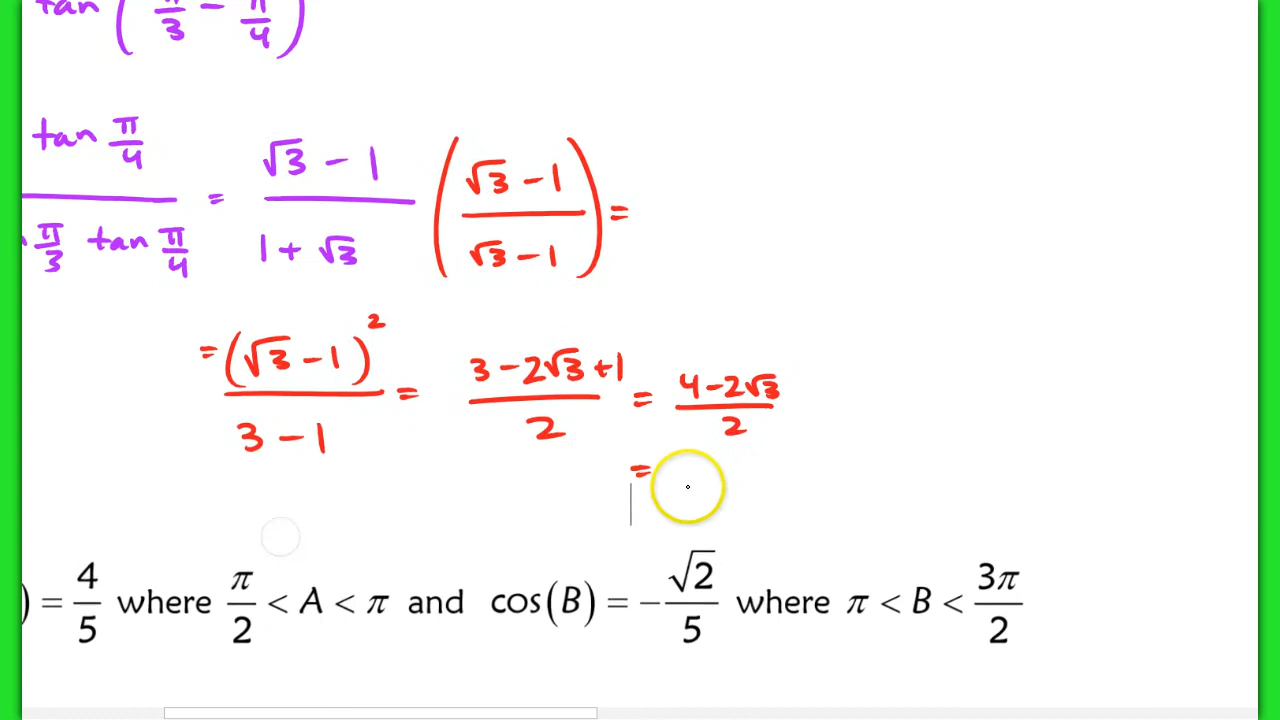 tan ( π/3 − π/4 )
tan π/4 / π/3 tan π/4 = √3 − 1 / 1 + √3 ( √3 − 1 / √3 − 1 ) =
= (√3 − 1)² / 3 − 1 = 3 − 2√3 + 1 / 2 = 4 − 2√3 / 2
=
) = 4/5 where π/2 < A < π and cos(B) = −√2/5 where π < B < 3π/2